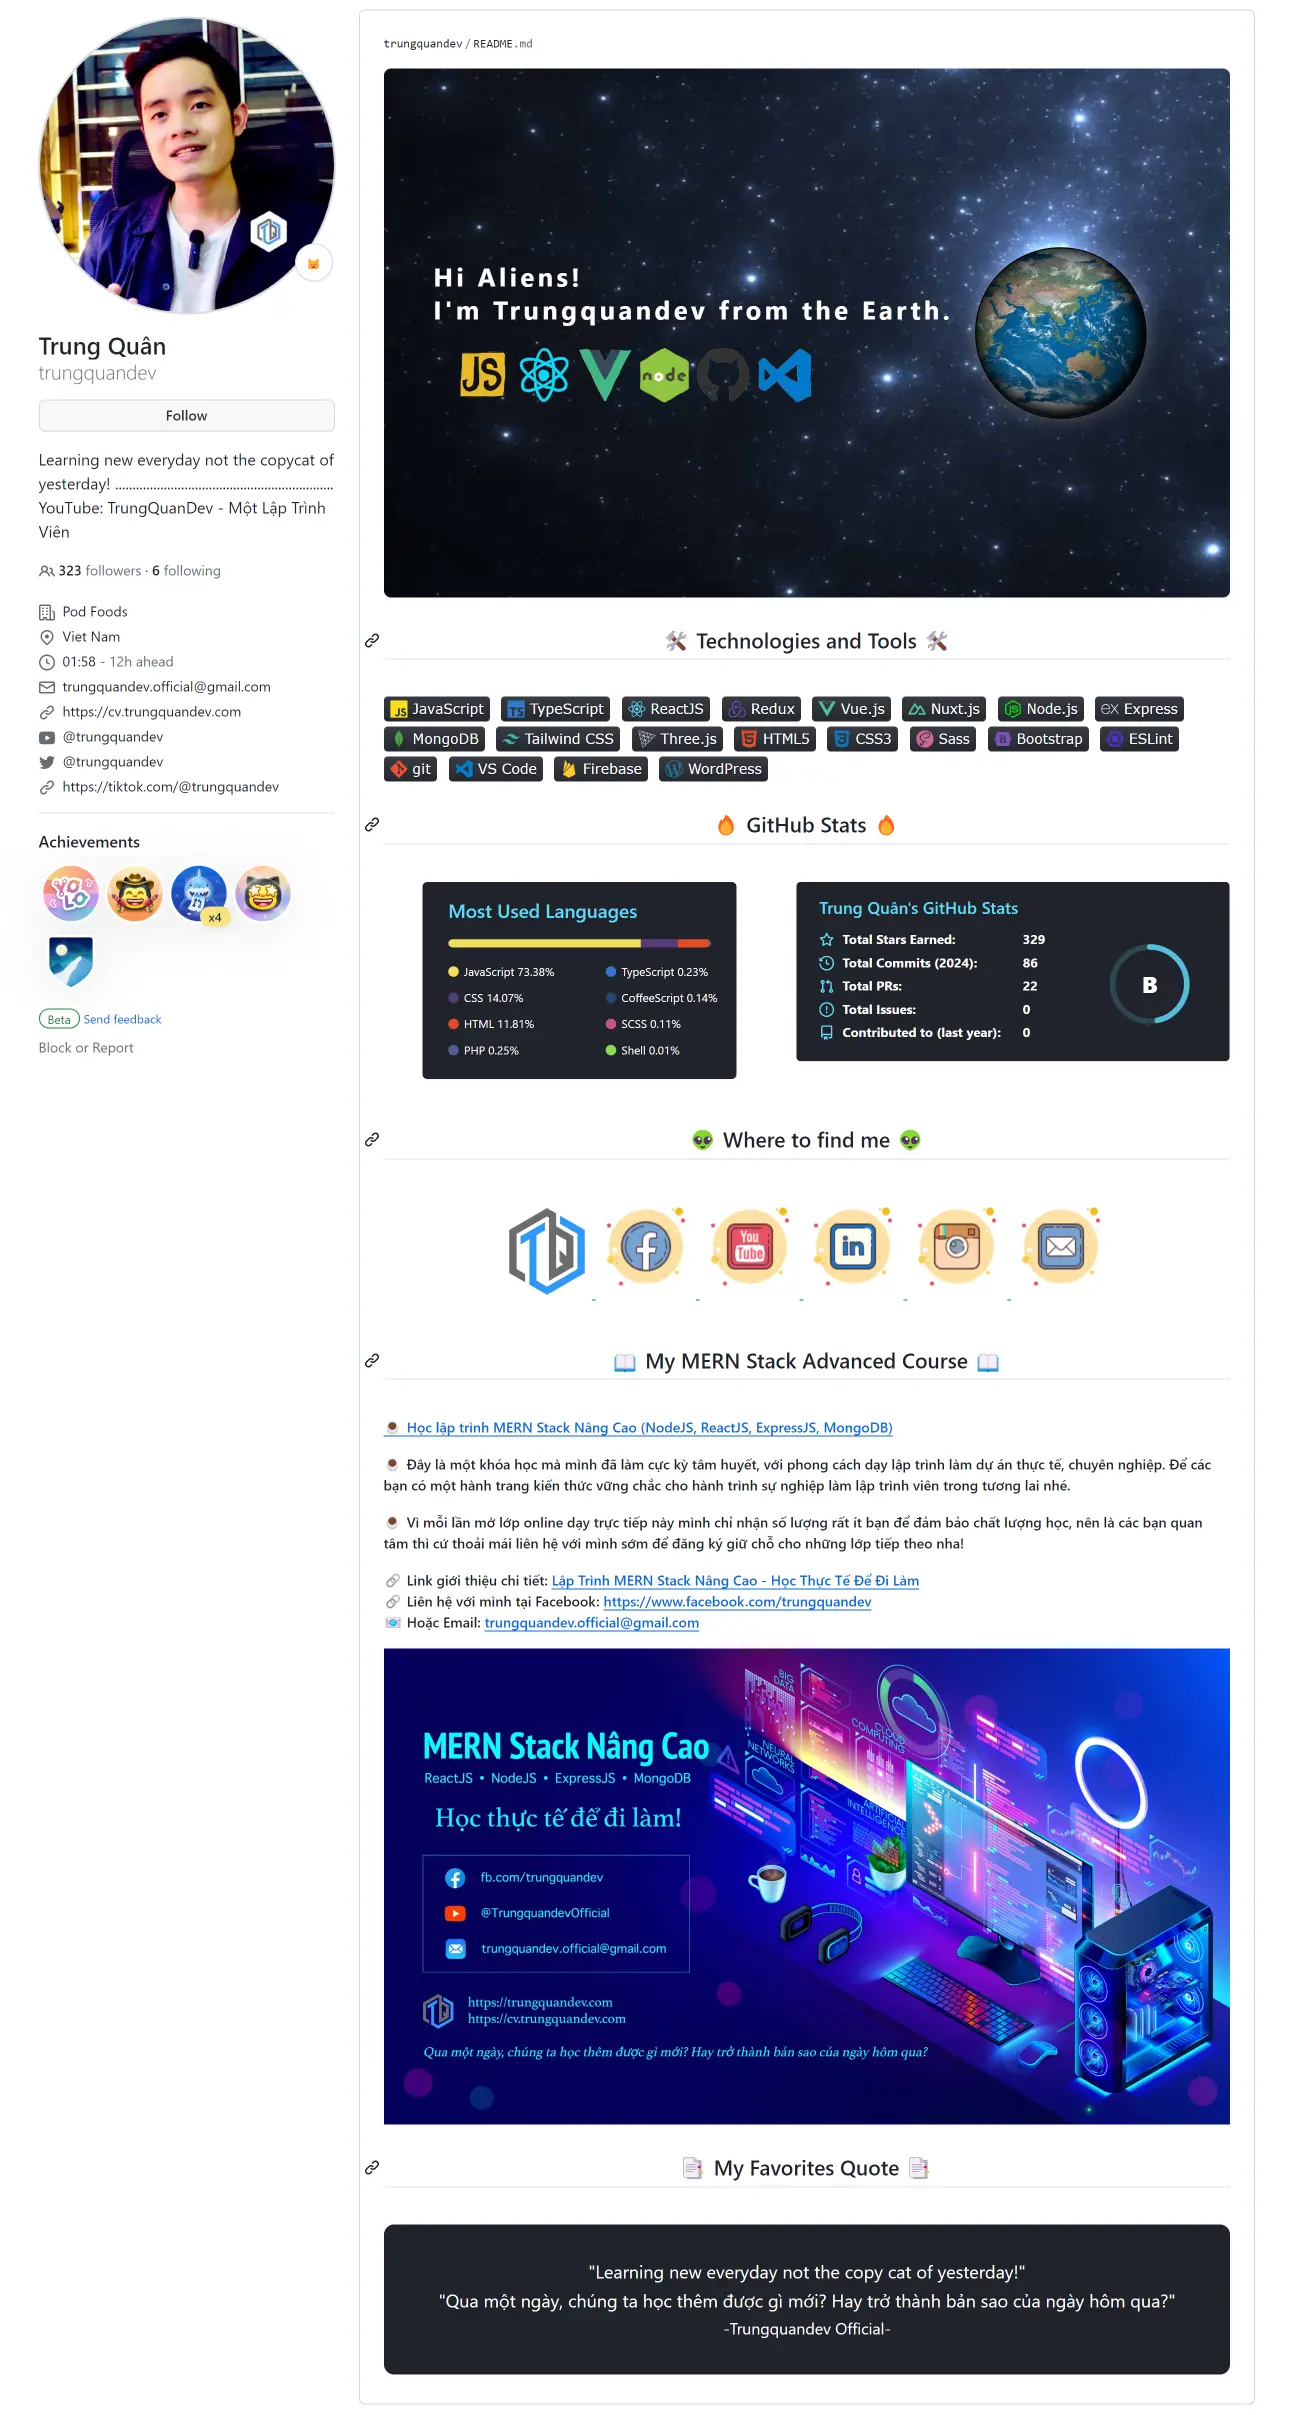 Trung Quân
trungquandev
Follow
Learning new everyday not the copycat of
yesterday! ...............................................................
YouTube: TrungQuanDev - Một Lập Trình
Viên
323 followers · 6 following
Pod Foods
Viet Nam
01:58 - 12h ahead
trungquandev.official@gmail.com
https://cv.trungquandev.com
@trungquandev
@trungquandev
https://tiktok.com/@trungquandev
Achievements
YOLO
x4
Beta Send feedback
Block or Report
trungquandev / README.md
Hi Aliens!
I'm Trungquandev from the Earth.
JS node
Technologies and Tools
JS JavaScript TS TypeScript ReactJS Redux Vue.js Nuxt.js Node.js EX Express
MongoDB Tailwind CSS Three.js HTML5 CSS3 Sass Bootstrap ESLint
git VS Code Firebase WordPress
GitHub Stats
Most Used Languages
JavaScript 73.38%
CSS 14.07%
HTML 11.81%
PHP 0.25%
TypeScript 0.23%
CoffeeScript 0.14%
SCSS 0.11%
Shell 0.01%
Trung Quân's GitHub Stats
Total Stars Earned: 329
Total Commits (2024): 86
Total PRs: 22
Total Issues: 0
Contributed to (last year): 0
B
Where to find me
TQ
f
You
Tube
in
My MERN Stack Advanced Course
Học lập trình MERN Stack Nâng Cao (NodeJS, ReactJS, ExpressJS, MongoDB)
Đây là một khóa học mà mình đã làm cực kỳ tâm huyết, với phong cách dạy lập trình làm dự án thực tế, chuyên nghiệp. Để các
bạn có một hành trang kiến thức vững chắc cho hành trình sự nghiệp làm lập trình viên trong tương lai nhé.
Vì mỗi lần mở lớp online dạy trực tiếp này mình chỉ nhận số lượng rất ít bạn để đảm bảo chất lượng học, nên là các bạn quan
tâm thì cứ thoải mái liên hệ với mình sớm để đăng ký giữ chỗ cho những lớp tiếp theo nha!
Link giới thiệu chi tiết: Lập Trình MERN Stack Nâng Cao - Học Thực Tế Để Đi Làm
Liên hệ với mình tại Facebook: https://www.facebook.com/trungquandev
Hoặc Email: trungquandev.official@gmail.com
MERN Stack Nâng Cao
ReactJS • NodeJS • ExpressJS • MongoDB
Học thực tế để đi làm!
fb.com/trungquandev
@TrungquandevOfficial
trungquandev.official@gmail.com
https://trungquandev.com
https://cv.trungquandev.com
Qua một ngày, chúng ta học thêm được gì mới? Hay trở thành bản sao của ngày hôm qua?
BIG
DATA
CLOUD
COMPUTING
NEURAL
NETWORKS
ARTIFICIAL
INTELLIGENCE
My Favorites Quote
"Learning new everyday not the copy cat of yesterday!"
"Qua một ngày, chúng ta học thêm được gì mới? Hay trở thành bản sao của ngày hôm qua?"
-Trungquandev Official-